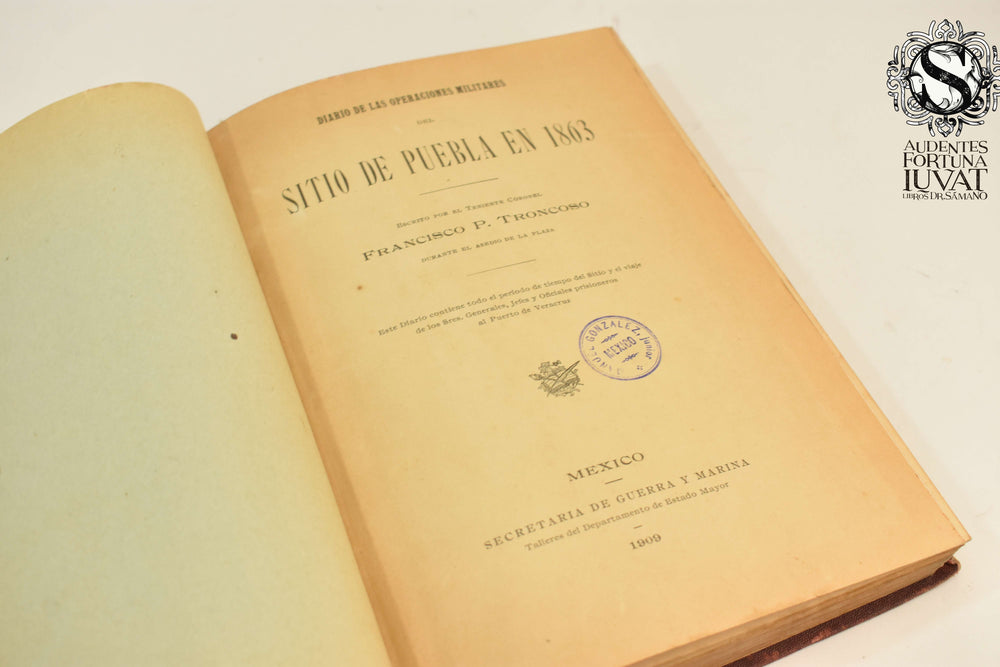 DIARIO DE LAS OPERACIONES MILITARES
DEL
SITIO DE PUEBLA EN 1863
ESCRITO POR EL TENIENTE CORONEL
FRANCISCO P. TRONCOSO
DURANTE EL ASEDIO DE LA PLAZA
Este Diario contiene todo el período de tiempo del Sitio y el viaje
de los Sres. Generales, Jefes y Oficiales prisioneros
al Puerto de Veracruz
MANUEL GONZALEZ, junior
MEXICO
MEXICO
SECRETARIA DE GUERRA Y MARINA
Talleres del Departamento de Estado Mayor
1909
S
AUDENTES
FORTUNA
IUVAT
LIBROS DR. SÁMANO